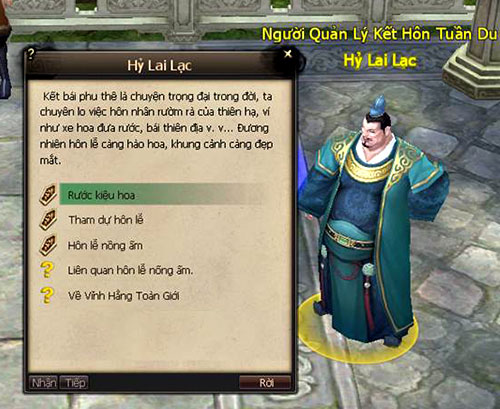 Người Quản Lý Kết Hôn Tuần Du
Hỷ Lai Lạc
?
Hỷ Lai Lạc
Kết bái phu thê là chuyện trọng đại trong đời, ta
chuyên lo việc hôn nhân rườm rà của thiên hạ, ví
như xe hoa đưa rước, bái thiên địa v. v... Đương
nhiên hôn lễ càng hào hoa, khung cảnh càng đẹp
mắt.
Rước kiệu hoa
Tham dự hôn lễ
Hôn lễ nồng ấm
? Liên quan hôn lễ nồng ấm.
? Về Vĩnh Hằng Toàn Giới
Nhận Tiếp Rời